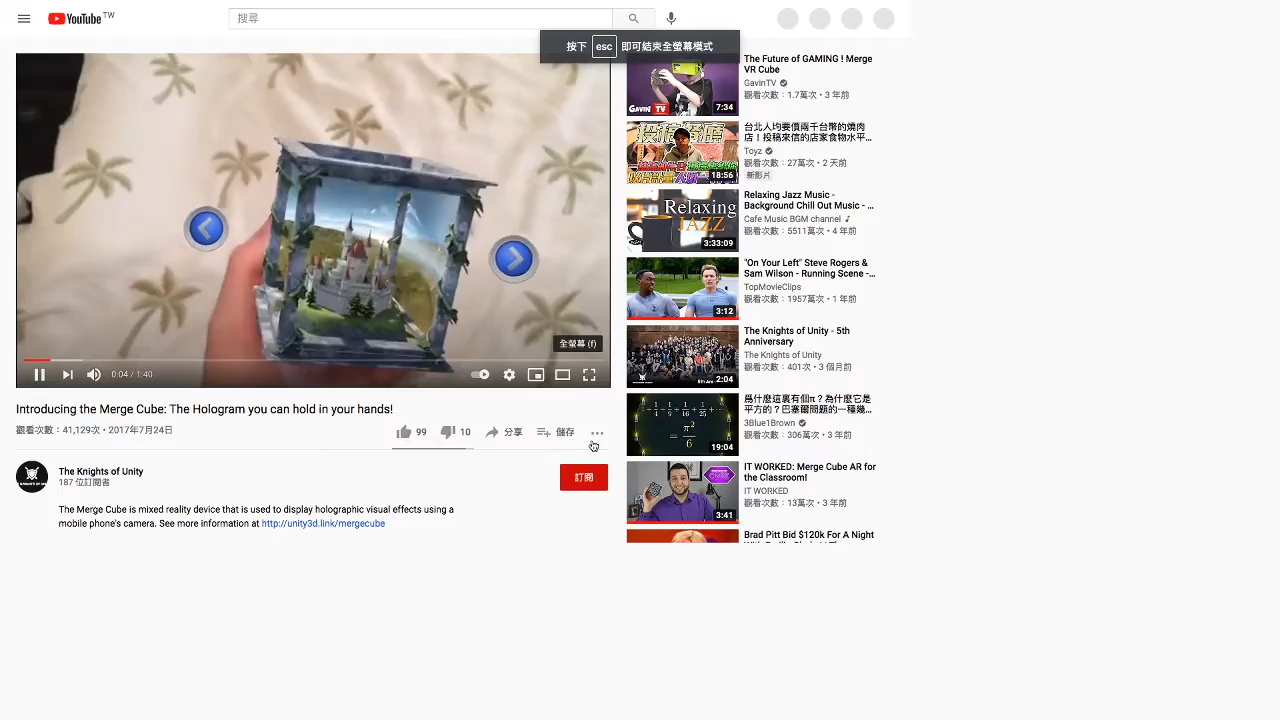 YouTube TW
搜尋
按下 esc 即可結束全螢幕模式
全螢幕 (f)
0:04 / 1:40
Introducing the Merge Cube: The Hologram you can hold in your hands!
觀看次數：41,129次・2017年7月24日
99
10
分享
儲存
The Knights of Unity
187 位訂閱者
訂閱
The Merge Cube is mixed reality device that is used to display holographic visual effects using a
mobile phone's camera. See more information at http://unity3d.link/mergecube
GAVIN TV
7:34
The Future of GAMING ! Merge
VR Cube
GavinTV
觀看次數：1.7萬次・3 年前
18:56
台北人均要價兩千台幣的燒肉
店！投稿來信的店家食物水平...
Toyz
觀看次數：27萬次・2 天前
新影片
Relaxing
JAZZ
3:33:09
Relaxing Jazz Music -
Background Chill Out Music - ...
Cafe Music BGM channel
觀看次數：5511萬次・4 年前
3:12
"On Your Left" Steve Rogers &
Sam Wilson - Running Scene -...
TopMovieClips
觀看次數：1957萬次・1 年前
2:04
The Knights of Unity - 5th
Anniversary
The Knights of Unity
觀看次數：401次・3 個月前
19:04
爲什麼這裏有個π？為什麼它是
平方的？巴塞爾問題的一種幾...
3Blue1Brown
觀看次數：306萬次・3 年前
3:41
IT WORKED: Merge Cube AR for
the Classroom!
IT WORKED
觀看次數：13萬次・3 年前
Brad Pitt Bid $120k For A Night